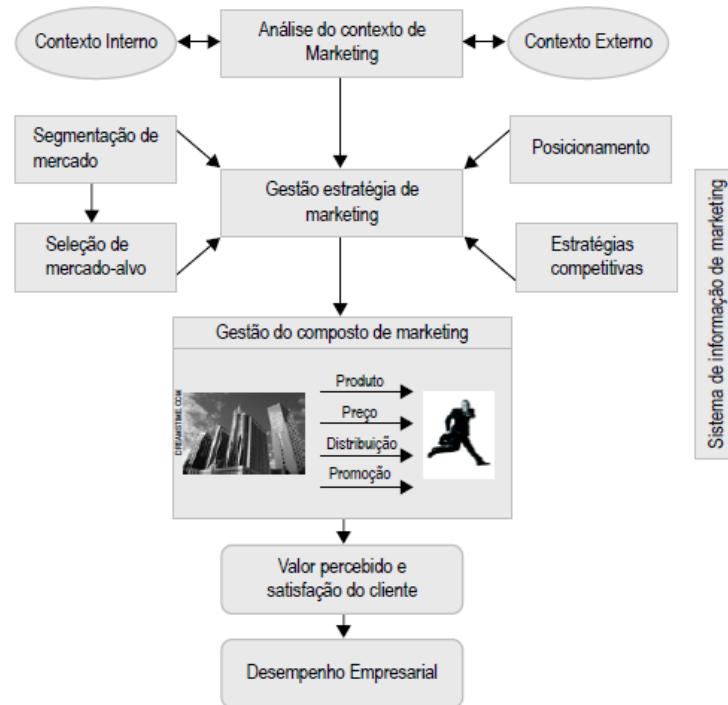 Contexto Interno
Análise do contexto de
Marketing
Contexto Externo
Segmentação de
mercado
Posicionamento
Gestão estratégia de
marketing
Seleção de
mercado-alvo
Estratégias
competitivas
Sistema de informação de marketing
Gestão do composto de marketing
DREAMSTIME.COM
Produto
Preço
Distribuição
Promoção
Valor percebido e
satisfação do cliente
Desempenho Empresarial